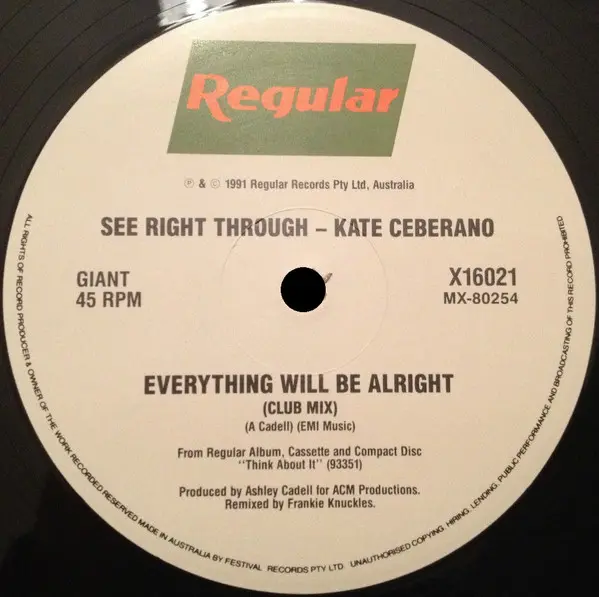 Regular
℗ & © 1991 Regular Records Pty Ltd, Australia
SEE RIGHT THROUGH – KATE CEBERANO
GIANT
45 RPM
X16021
MX-80254
EVERYTHING WILL BE ALRIGHT
(CLUB MIX)
(A Cadell) (EMI Music)
From Regular Album, Cassette and Compact Disc
"Think About It" (93351)
Produced by Ashley Cadell for ACM Productions.
Remixed by Frankie Knuckles.
ALL RIGHTS OF RECORD PRODUCER & OWNER OF THE WORK RECORDED RESERVED MADE IN AUSTRALIA BY FESTIVAL RECORDS PTY LTD. UNAUTHORISED COPYING, HIRING, LENDING, PUBLIC PERFORMANCE AND BROADCASTING OF THIS RECORD PROHIBITED